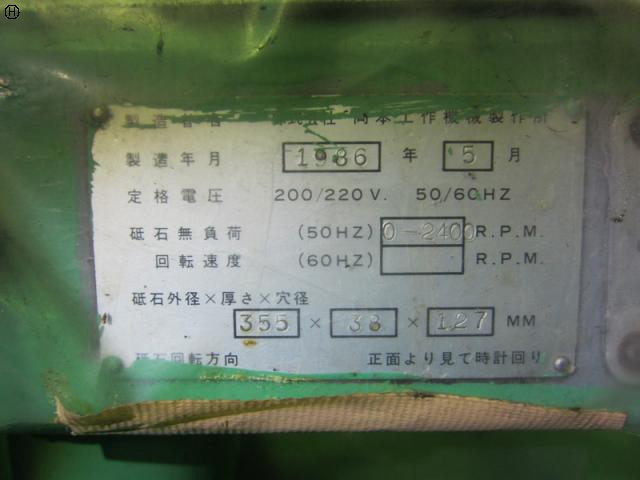 Ⓗ
製造者名 株式会社 岡本工作機械製作所
製造年月 1986 年 5 月
定格電圧 200/220V. 50/60HZ
砥石無負荷 (50HZ) 0-2400 R.P.M.
回転速度 (60HZ) R.P.M.
砥石外径×厚さ×穴径
355 × 38 × 127 MM
砥石回転方向 正面より見て時計回り